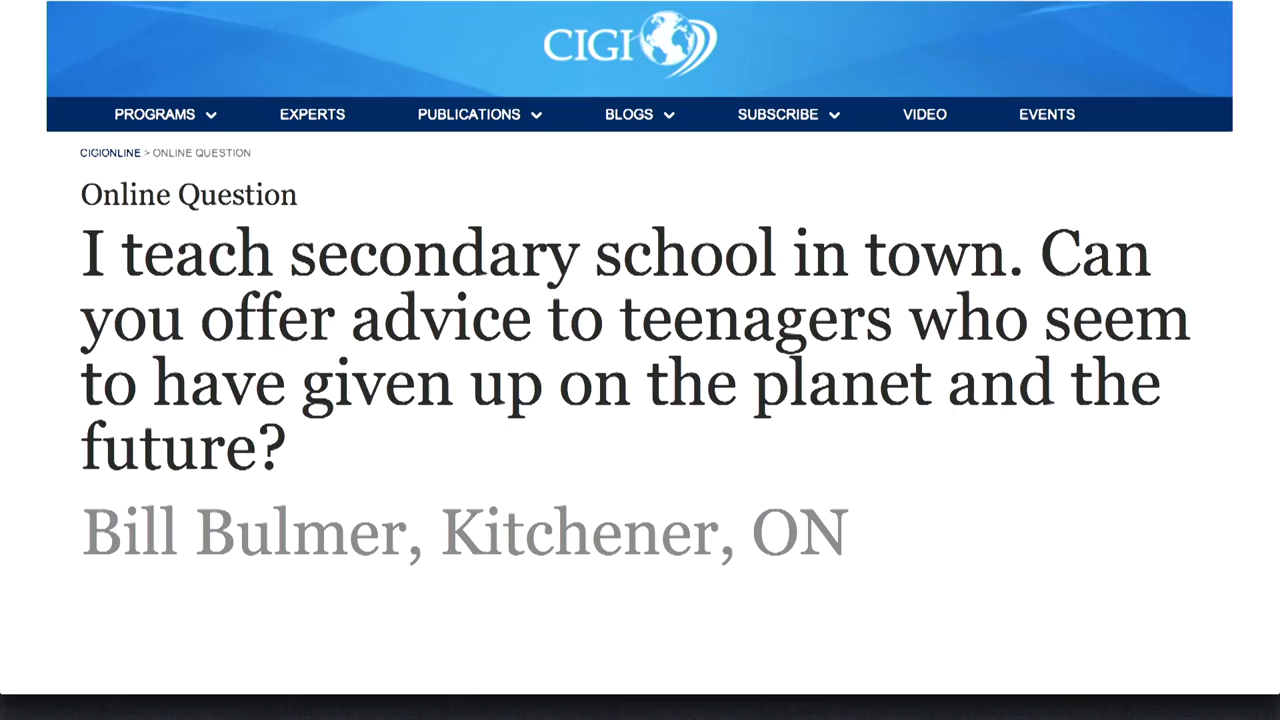 CIGI
PROGRAMS EXPERTS PUBLICATIONS BLOGS SUBSCRIBE VIDEO EVENTS
CIGIONLINE > ONLINE QUESTION
Online Question
I teach secondary school in town. Can
you offer advice to teenagers who seem
to have given up on the planet and the
future?
Bill Bulmer, Kitchener, ON